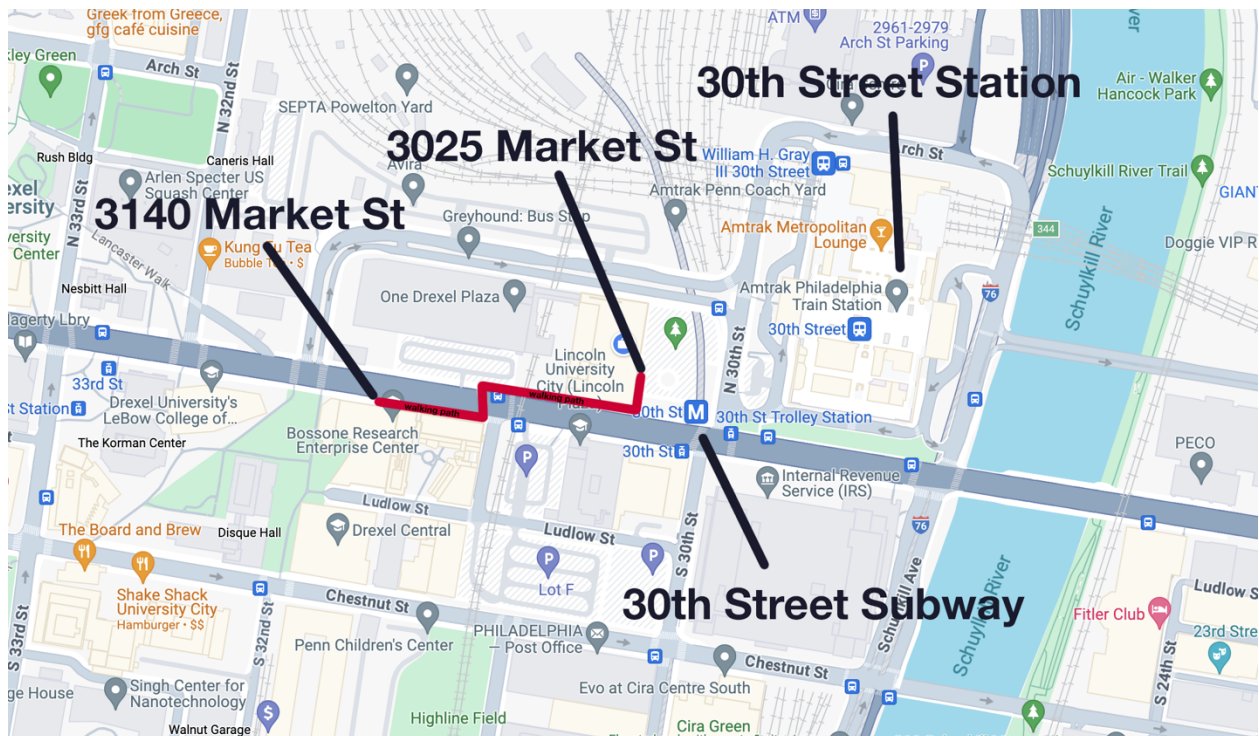 Greek from Greece,
gfg café cuisine
ATM
2961-2979
Arch St Parking
River
kley Green
Arch St
N 32nd St
30th Street Station
Air - Walker
Hancock Park
SEPTA Powelton Yard
3025 Market St
Rush Bldg
Caneris Hall
Avira
William H. Gray
III 30th Street
Arch St
Schuylkill River Trail
Arlen Specter US
Squash Center
Amtrak Penn Coach Yard
GIANT
rexel
ersity
3140 Market St
Greyhound: Bus Stop
Amtrak Metropolitan
Lounge
344
Schuylkill River
Doggie VIP R
N 33rd St
versity
Center
Lancaster Walk
Kung Fu Tea
Bubble Tea • $
Nesbitt Hall
One Drexel Plaza
Amtrak Philadelphia
Train Station
76
agerty Lbry
30th Street
N 30th St
33rd St
Lincoln
University
City (Lincoln
St Station
Drexel University's
LeBow College of...
walking path
walking path
30th St
M
30th St Trolley Station
The Korman Center
Bossone Research
Enterprise Center
P
30th St
Internal Revenue
Service (IRS)
PECO
Ludlow St
The Board and Brew
Disque Hall
Drexel Central
Ludlow St
76
P
P
Lot F
S 30th St
Shake Shack
University City
Hamburger • $$
Chestnut St
30th Street Subway
Schuylkill Ave
Schuylkill River
Ludlow S
Fitler Club
S 33rd St
S 32nd St
Penn Children's Center
PHILADELPHIA
— Post Office
Chestnut St
S 24th St
23rd Stre
ge House
Singh Center for
Nanotechnology
Evo at Cira Centre South
$
Walnut Garage
Highline Field
Cira Green